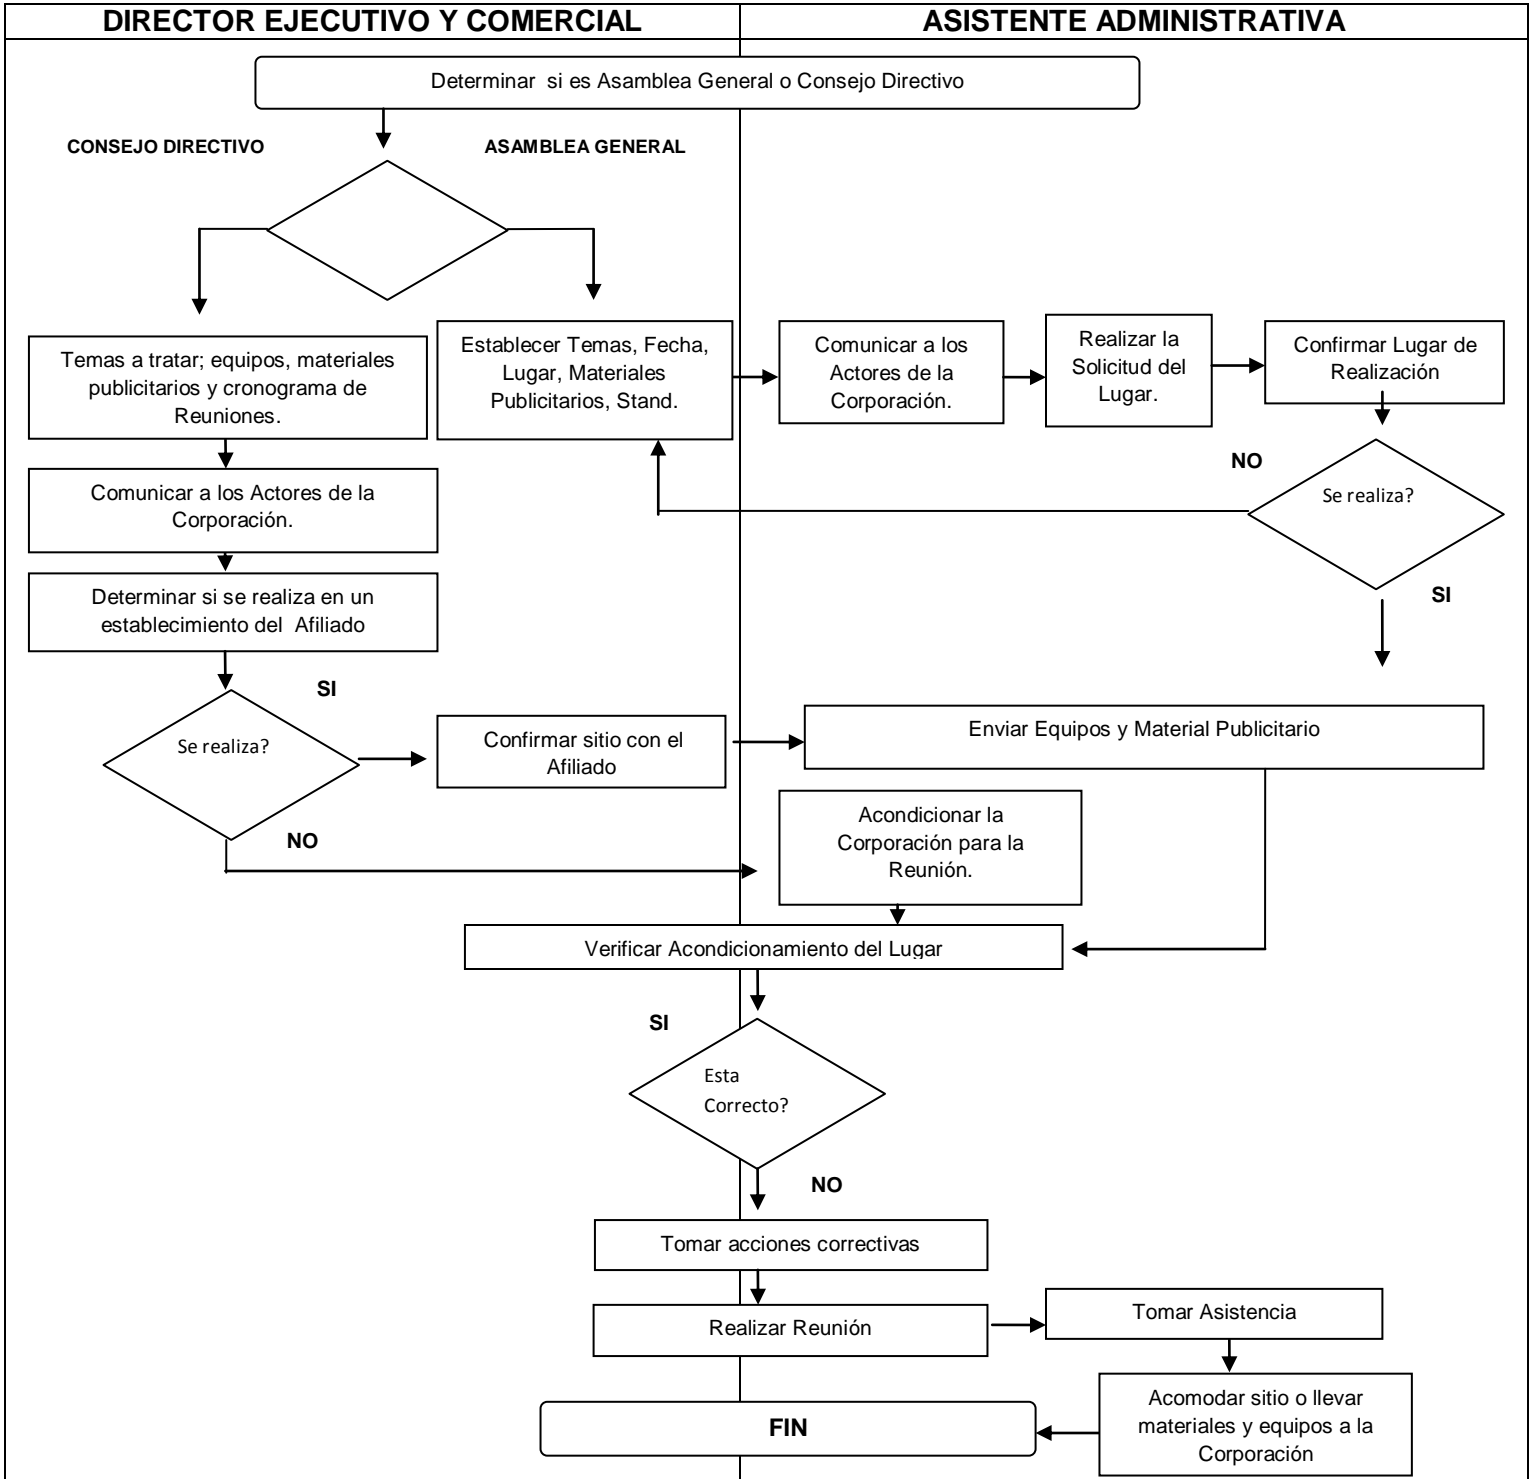 DIRECTOR EJECUTIVO Y COMERCIAL
ASISTENTE ADMINISTRATIVA
Determinar  si es Asamblea General o Consejo Directivo
CONSEJO DIRECTIVO
ASAMBLEA GENERAL
Temas a tratar; equipos, materiales
publicitarios y cronograma de
Reuniones.
Establecer Temas, Fecha,
Lugar, Materiales
Publicitarios, Stand.
Comunicar a los
Actores de la
Corporación.
Realizar la
Solicitud del
Lugar.
Confirmar Lugar de
Realización
NO
Se realiza?
SI
Comunicar a los Actores de la
Corporación.
Determinar si se realiza en un
establecimiento del  Afiliado
SI
Se realiza?
NO
Confirmar sitio con el
Afiliado
Enviar Equipos y Material Publicitario
Acondicionar la
Corporación para la
Reunión.
Verificar Acondicionamiento del Lugar
SI
Esta
Correcto?
NO
Tomar acciones correctivas
Realizar Reunión
Tomar Asistencia
Acomodar sitio o llevar
materiales y equipos a la
Corporación
FIN